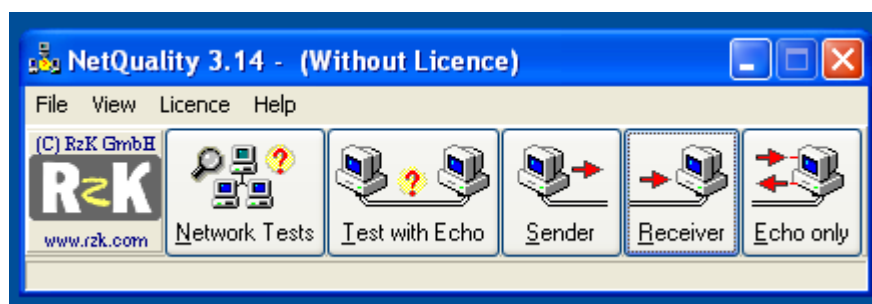 NetQuality 3.14 - (Without Licence)
File View Licence Help
(C) RzK GmbH
RzK
www.rzk.com
Network Tests
Test with Echo
Sender
Receiver
Echo only